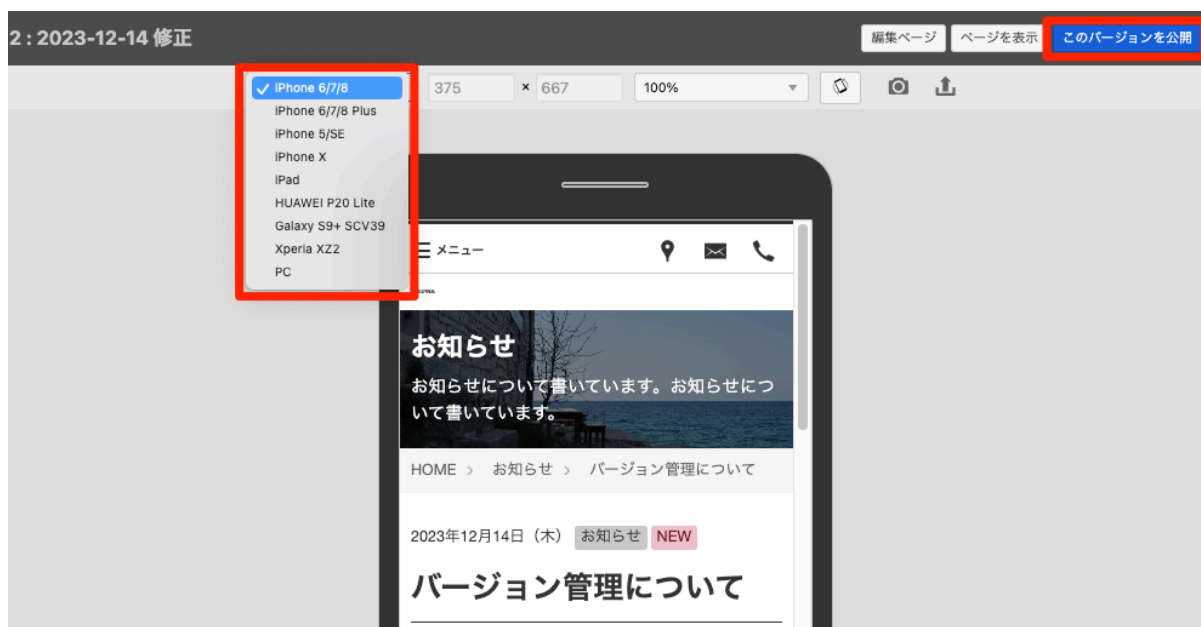 2 : 2023-12-14 修正
編集ページ
ページを表示
このバージョンを公開
iPhone 6/7/8
375 × 667
100%
iPhone 6/7/8 Plus
iPhone 5/SE
iPhone X
iPad
HUAWEI P20 Lite
Galaxy S9+ SCV39
Xperia XZ2
PC
メニュー
お知らせ
お知らせについて書いています。お知らせにつ
いて書いています。
HOME > お知らせ > バージョン管理について
2023年12月14日（木） お知らせ NEW
バージョン管理について